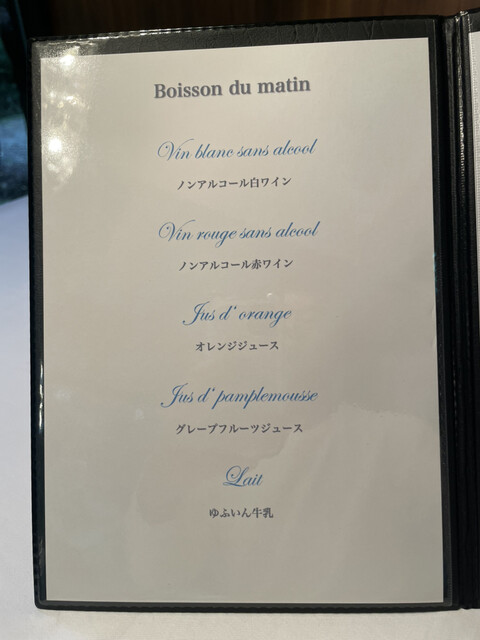 Boisson du matin
Vin blanc sans alcool
ノンアルコール白ワイン
Vin rouge sans alcool
ノンアルコール赤ワイン
Jus d‘ orange
オレンジジュース
Jus d‘ pamplemousse
グレープフルーツジュース
Lait
ゆふいん牛乳